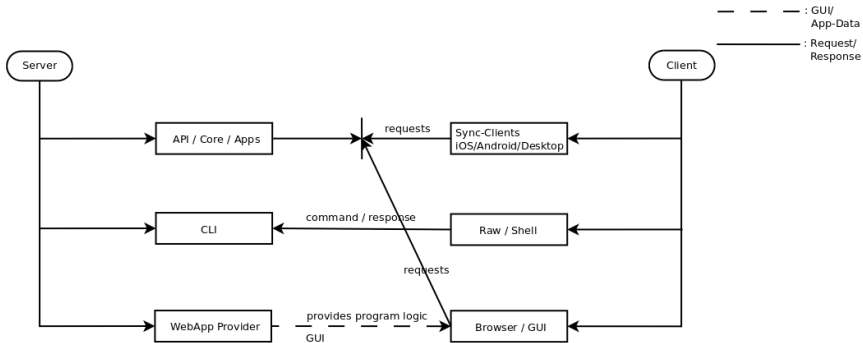 : GUI/
App-Data
: Request/
Response
Server
Client
API / Core / Apps
requests
Sync-Clients
iOS/Android/Desktop
CLI
command / response
Raw / Shell
requests
WebApp Provider
provides program logic
GUI
Browser / GUI